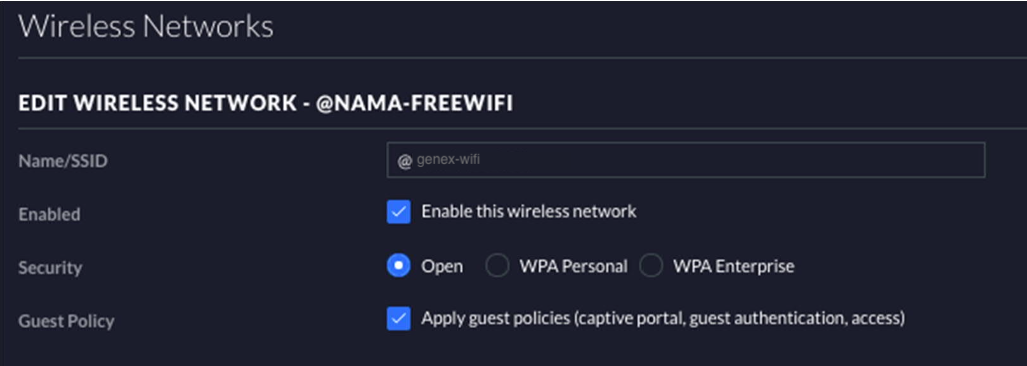 Wireless Networks
EDIT WIRELESS NETWORK - @NAMA-FREEWIFI
Name/SSID @ genex-wifi
Enabled Enable this wireless network
Security Open WPA Personal WPA Enterprise
Guest Policy Apply guest policies (captive portal, guest authentication, access)